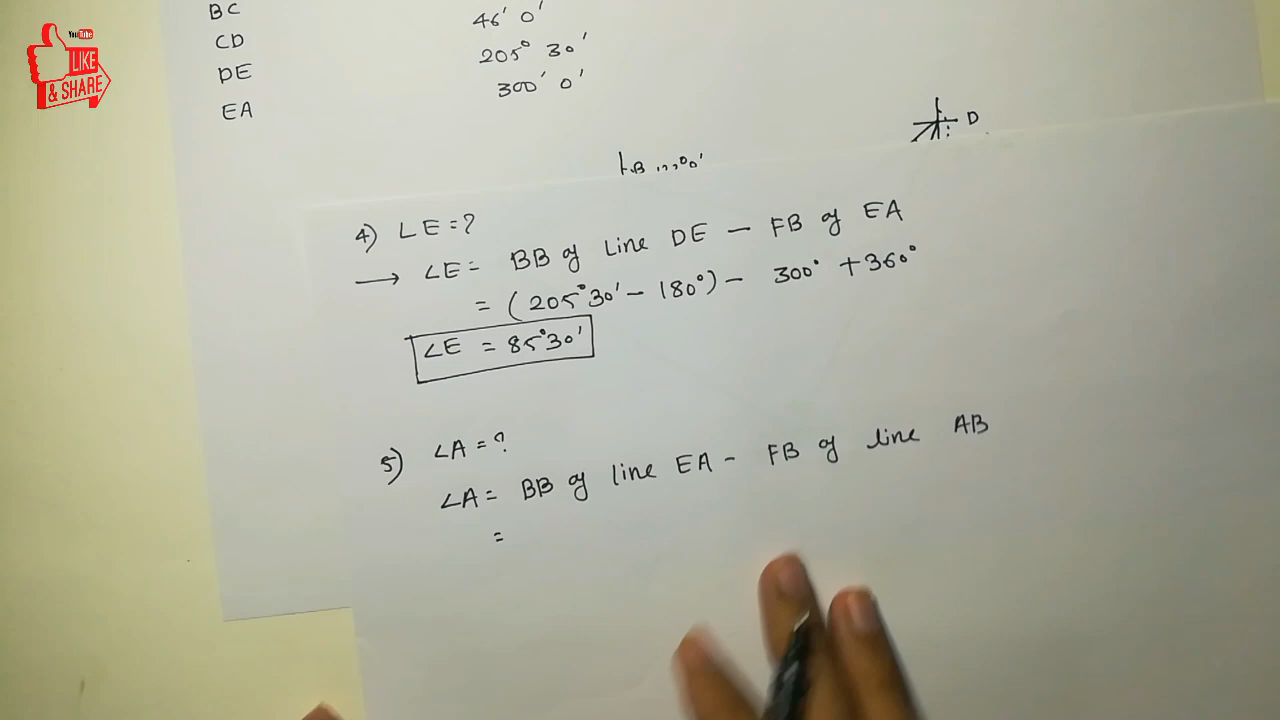 BC
CD 46' 0'
DE 205° 30'
EA 300' 0'
YouTube
LIKE
& SHARE
D
4) ∠E = ?
→ ∠E = BB of line DE — FB of EA
= (205°30' − 180°) − 300° + 360°
∠E = 85°30'
5) ∠A = ?
∠A = BB of line EA − FB of line AB
=